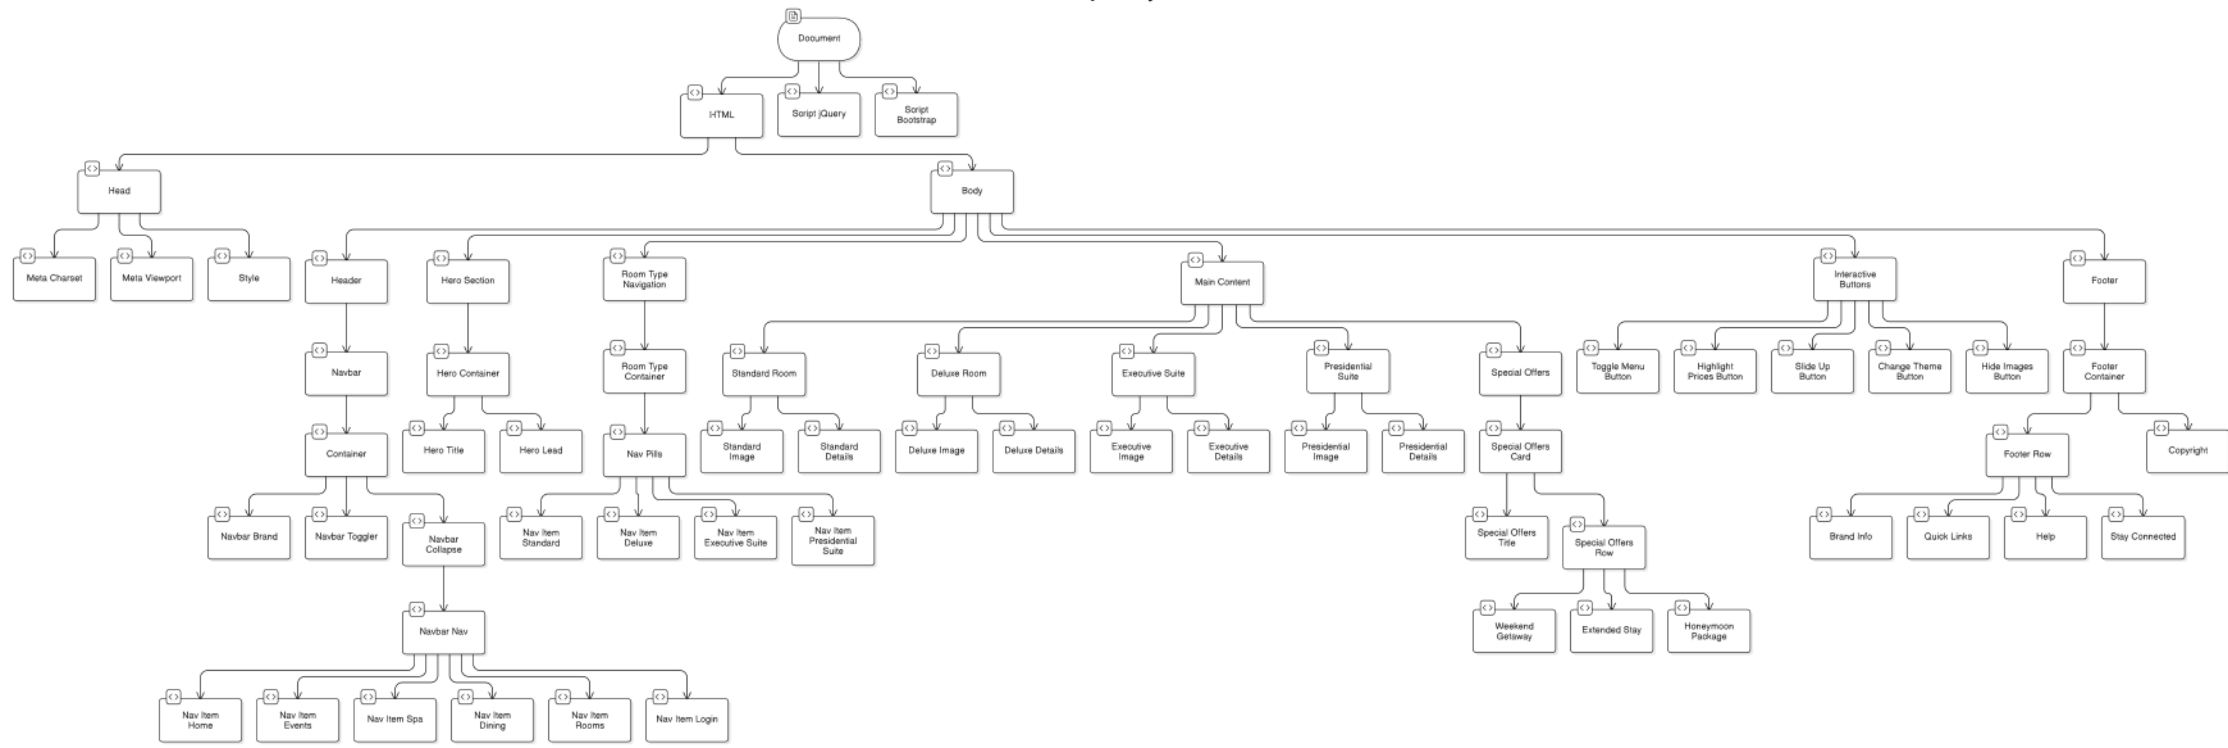 Document
HTML
Script jQuery
Script
Bootstrap
Head
Body
Meta Charset
Meta Viewport
Style
Header
Hero Section
Room Type
Navigation
Main Content
Interactive
Buttons
Footer
Navbar
Hero Container
Room Type
Container
Standard Room
Deluxe Room
Executive Suite
Presidential
Suite
Special Offers
Toggle Menu
Button
Highlight
Prices Button
Slide Up
Button
Change Theme
Button
Hide Images
Button
Footer
Container
Container
Hero Title
Hero Lead
Nav Pills
Standard
Image
Standard
Details
Deluxe Image
Deluxe Details
Executive
Image
Executive
Details
Presidential
Image
Presidential
Details
Special Offers
Card
Footer Row
Copyright
Navbar Brand
Navbar Toggler
Navbar
Collapse
Nav Item
Standard
Nav Item
Deluxe
Nav Item
Executive Suite
Nav Item
Presidential
Suite
Special Offers
Title
Special Offers
Row
Brand Info
Quick Links
Help
Stay Connected
Navbar Nav
Weekend
Getaway
Extended Stay
Honeymoon
Package
Nav Item
Home
Nav Item
Events
Nav Item Spa
Nav Item
Dining
Nav Item
Rooms
Nav Item Login